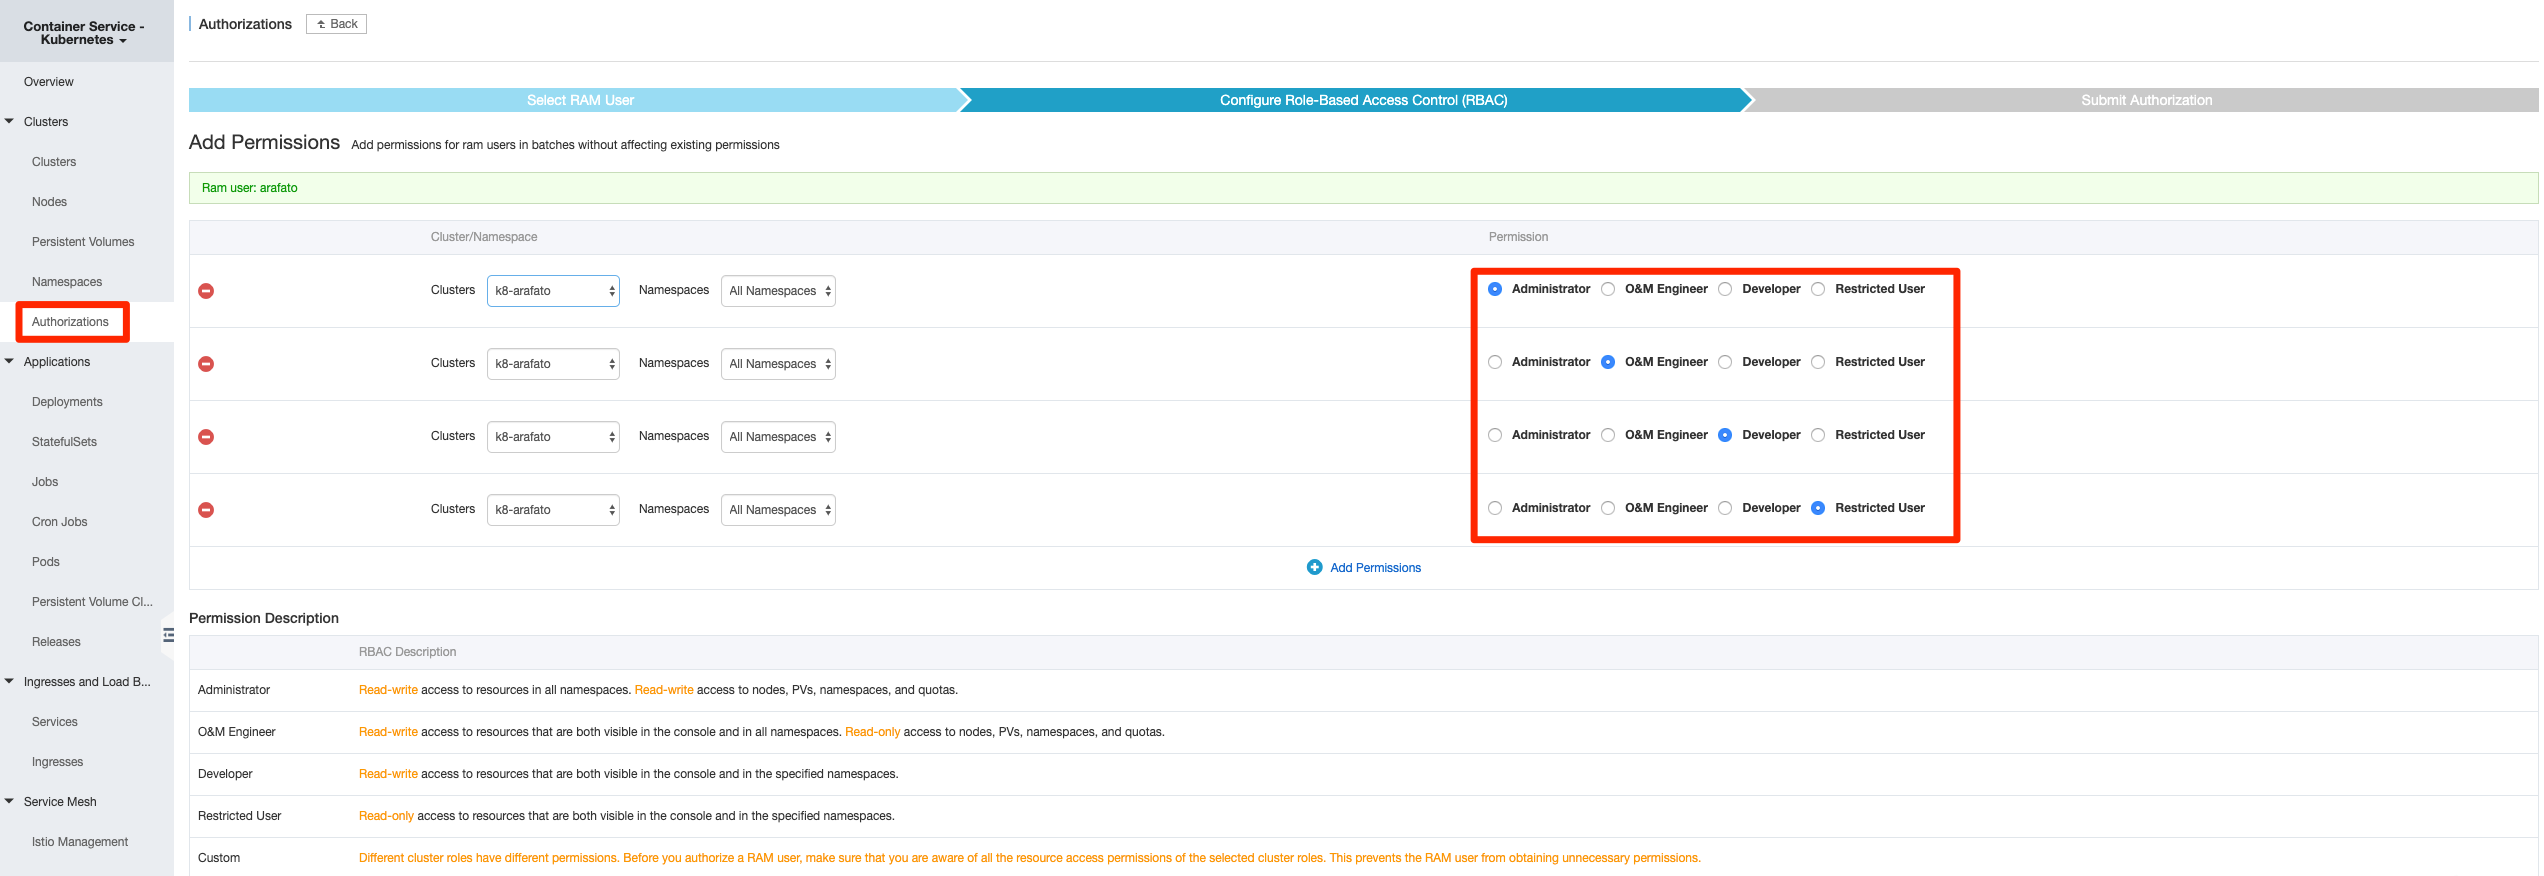 Container Service -
Kubernetes
Overview
Clusters
Clusters
Nodes
Persistent Volumes
Namespaces
Authorizations
Applications
Deployments
StatefulSets
Jobs
Cron Jobs
Pods
Persistent Volume Cl...
Releases
Ingresses and Load B...
Services
Ingresses
Service Mesh
Istio Management
Authorizations Back
Select RAM User Configure Role-Based Access Control (RBAC) Submit Authorization
Add Permissions Add permissions for ram users in batches without affecting existing permissions
Ram user: arafato
Cluster/Namespace Permission
Clusters k8-arafato Namespaces All Namespaces Administrator O&M Engineer Developer Restricted User
Clusters k8-arafato Namespaces All Namespaces Administrator O&M Engineer Developer Restricted User
Clusters k8-arafato Namespaces All Namespaces Administrator O&M Engineer Developer Restricted User
Clusters k8-arafato Namespaces All Namespaces Administrator O&M Engineer Developer Restricted User
Add Permissions
Permission Description
RBAC Description
Administrator Read-write access to resources in all namespaces. Read-write access to nodes, PVs, namespaces, and quotas.
O&M Engineer Read-write access to resources that are both visible in the console and in all namespaces. Read-only access to nodes, PVs, namespaces, and quotas.
Developer Read-write access to resources that are both visible in the console and in the specified namespaces.
Restricted User Read-only access to resources that are both visible in the console and in the specified namespaces.
Custom Different cluster roles have different permissions. Before you authorize a RAM user, make sure that you are aware of all the resource access permissions of the selected cluster roles. This prevents the RAM user from obtaining unnecessary permissions.